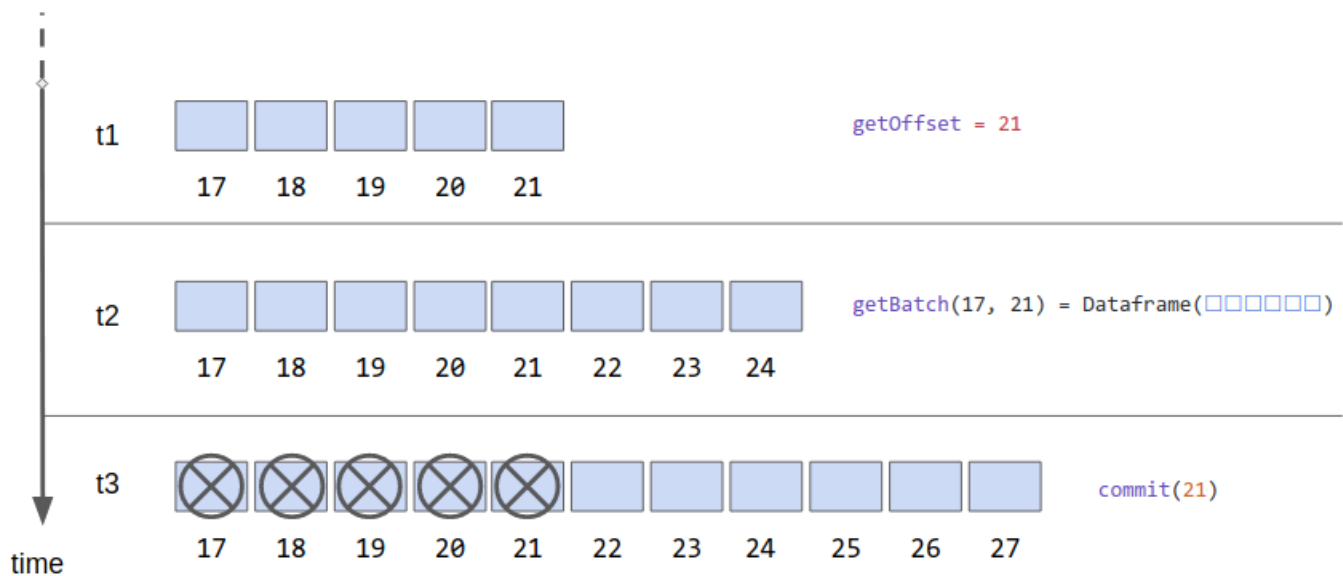 t1
getOffset = 21
17 18 19 20 21
t2
getBatch(17, 21) = Dataframe(□□□□□□)
17 18 19 20 21 22 23 24
t3
commit(21)
17 18 19 20 21 22 23 24 25 26 27
time